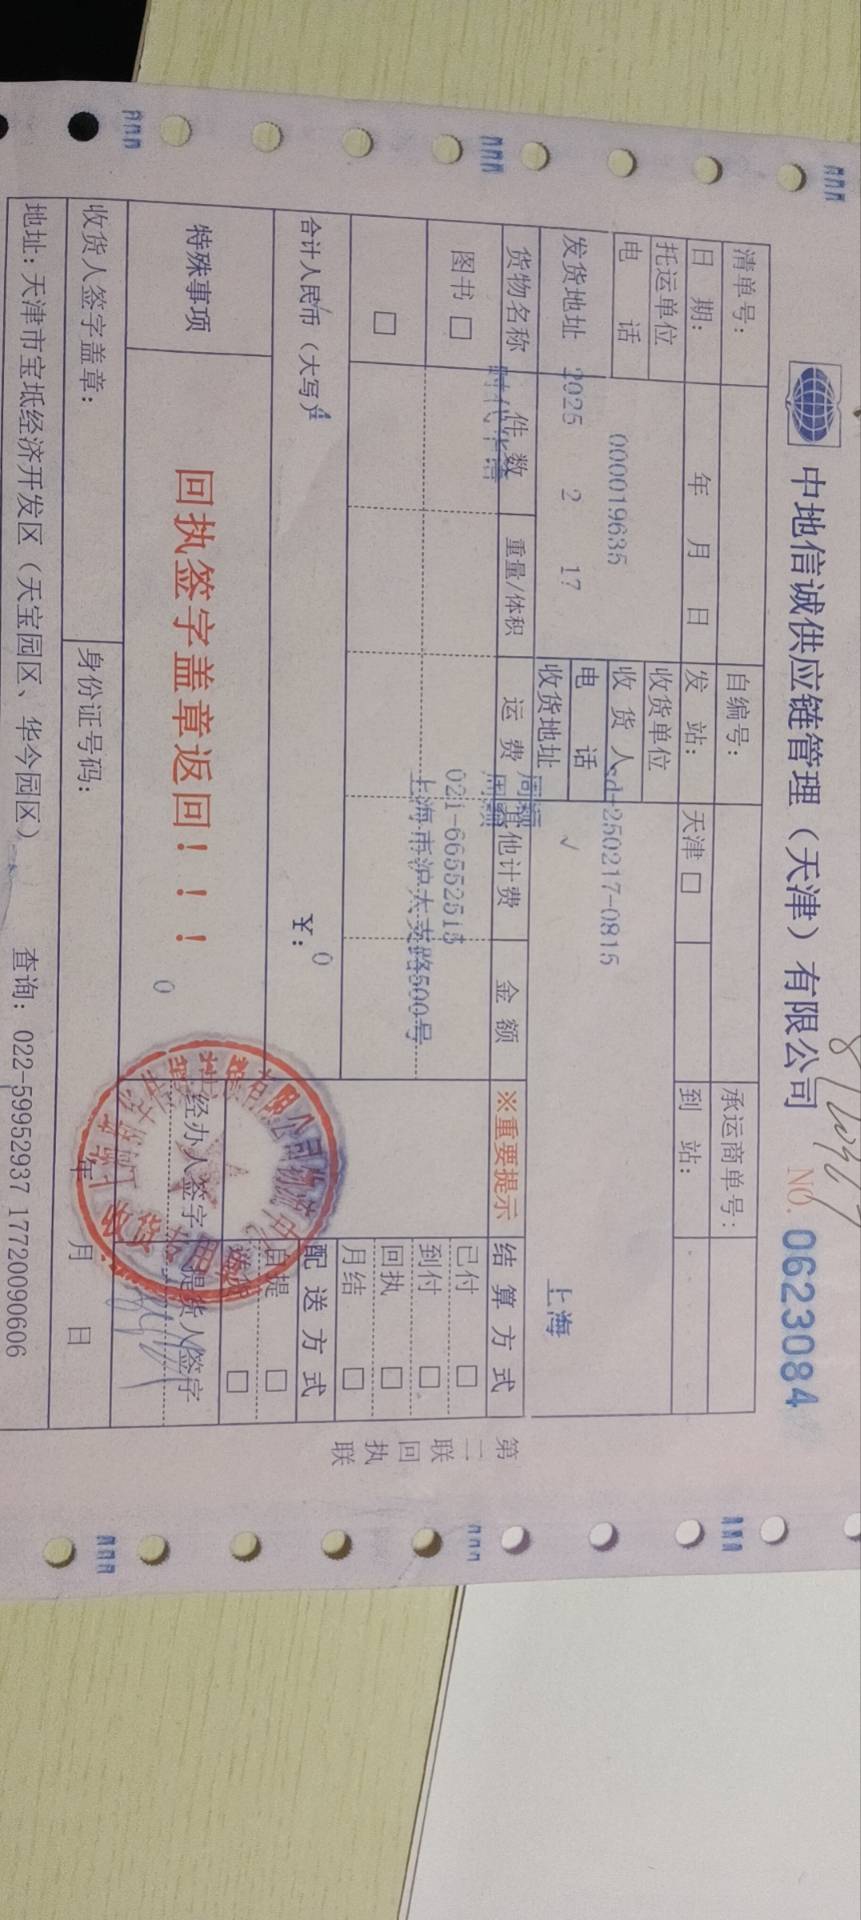 中地信诚供应链管理（天津）有限公司
NO. 0623084
清单号：
自编号：
承运商单号：
日 期： 年 月 日
发 站： 天津 □
到 站：
托运单位
收货单位
000019635
d-250217-0815
电 话
收 货 人
电 话
发货地址
收货地址
2025 2 17
✓
上海
货物名称
件 数
重量/体积
运 费
其他计费
金 额
※重要提示
结 算 方 式
时代华语
图书 □
021-66552515
上海市沪太支路500号
□
已付 □
到付 □
回执 □
月结 □
合计人民币（大写）
￥：
0
配 送 方 式
自提 □
送货 □
特殊事项
回执签字盖章返回！！！
0
经办人签字
提货人签字
收货人签字盖章：
身份证号码：
年 月 日
地址：天津市宝坻经济开发区（天宝园区、华今园区）
查询：022-59952937 17720090606
第二联 回执联